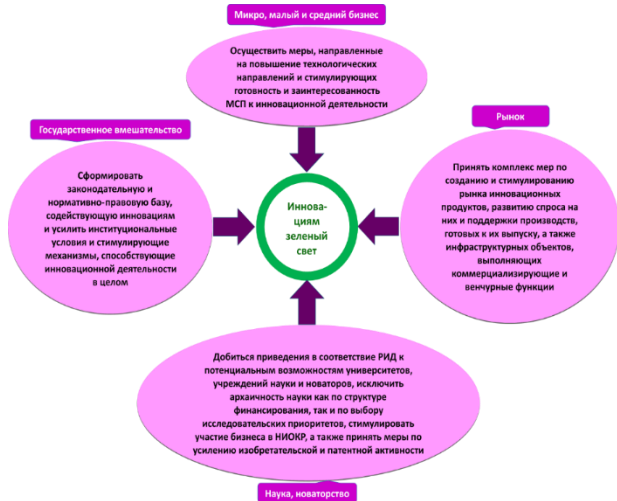 Микро, малый и средний бизнес
Осуществить меры, направленные
на повышение технологических
направлений и стимулирующих
готовность и заинтересованность
МСП к инновационной деятельности
Государственное вмешательство
Сформировать
законодательную и
нормативно-правовую базу,
содействующую инновациям
и усилить институциональные
условия и стимулирующие
механизмы, способствующие
инновационной деятельности
в целом
Иннова-
циям
зеленый
свет
Рынок
Принять комплекс мер по
созданию и стимулированию
рынка инновационных
продуктов, развитию спроса на
них и поддержки производств,
готовых к их выпуску, а также
инфраструктурных объектов,
выполняющих
коммерциализирующие и
венчурные функции
Добиться приведения в соответствие РИД к
потенциальным возможностям университетов,
учреждений науки и новаторов, исключить
архаичность науки как по структуре
финансирования, так и по выбору
исследовательских приоритетов, стимулировать
участие бизнеса в НИОКР, а также принять меры по
усилению изобретательской и патентной активности
Наука, новаторство